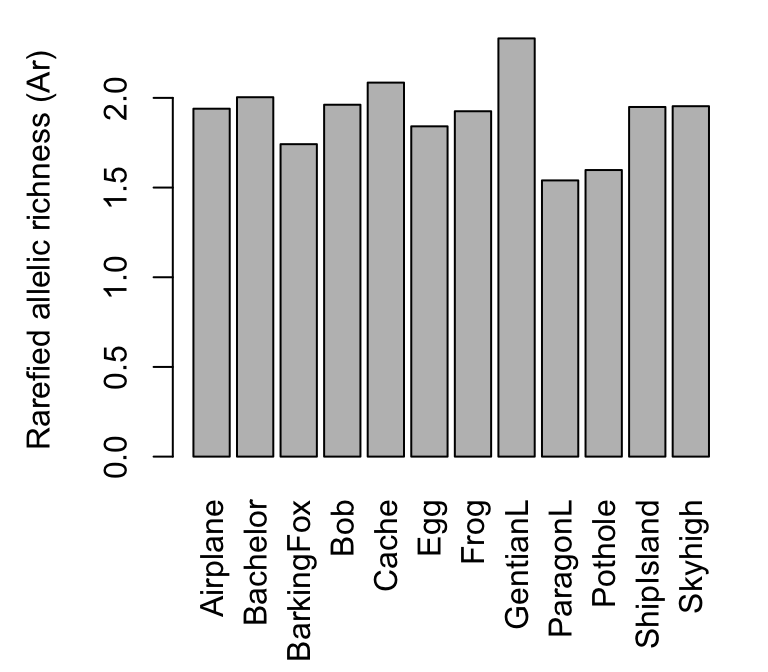 Rarefied allelic richness (Ar)
2.0
1.5
1.0
0.5
0.0
Airplane
Bachelor
BarkingFox
Bob
Cache
Egg
Frog
GentianL
ParagonL
Pothole
ShipIsland
Skyhigh